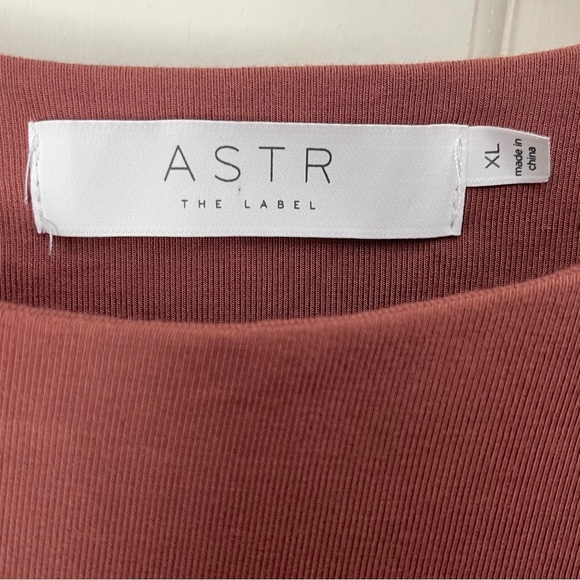 ASTR
THE LABEL
XL
made in
china